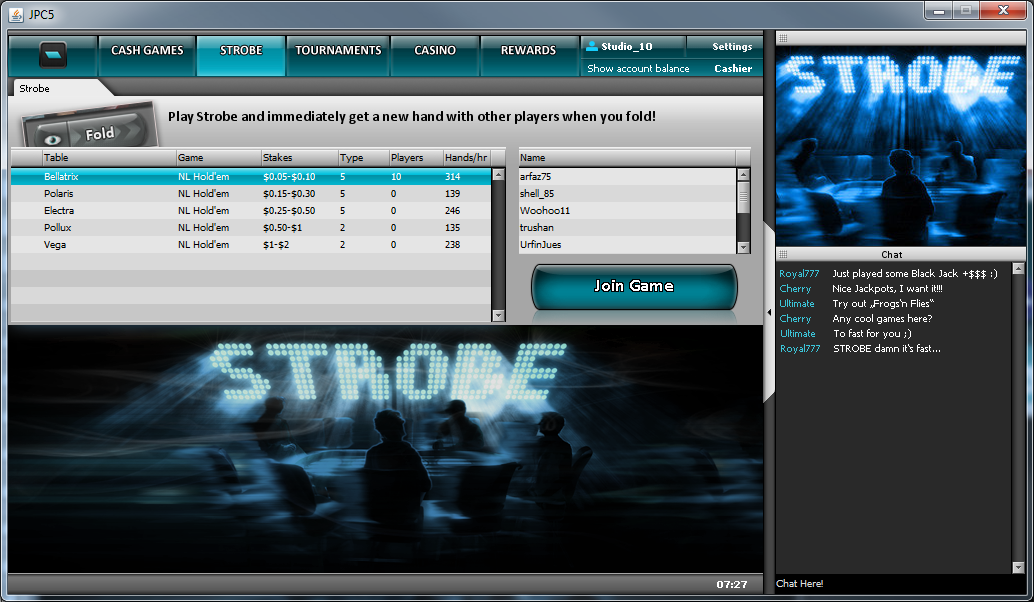 JPC5
CASH GAMES STROBE TOURNAMENTS CASINO REWARDS
Studio_10 Settings
Show account balance Cashier
Strobe
Fold
Play Strobe and immediately get a new hand with other players when you fold!
Table Game Stakes Type Players Hands/hr
Bellatrix NL Hold'em $0.05-$0.10 5 10 314
Polaris NL Hold'em $0.15-$0.30 5 0 139
Electra NL Hold'em $0.25-$0.50 5 0 246
Pollux NL Hold'em $0.50-$1 2 0 135
Vega NL Hold'em $1-$2 2 0 238
Name
arfaz75
shell_85
Woohoo11
trushan
UrfinJues
Join Game
STROBE
07:27
STROBE
Chat
Royal777 Just played some Black Jack +$$$ :)
Cherry Nice Jackpots, I want it!!!
Ultimate Try out „Frogs'n Flies“
Cherry Any cool games here?
Ultimate To fast for you ;)
Royal777 STROBE damn it's fast...
Chat Here!